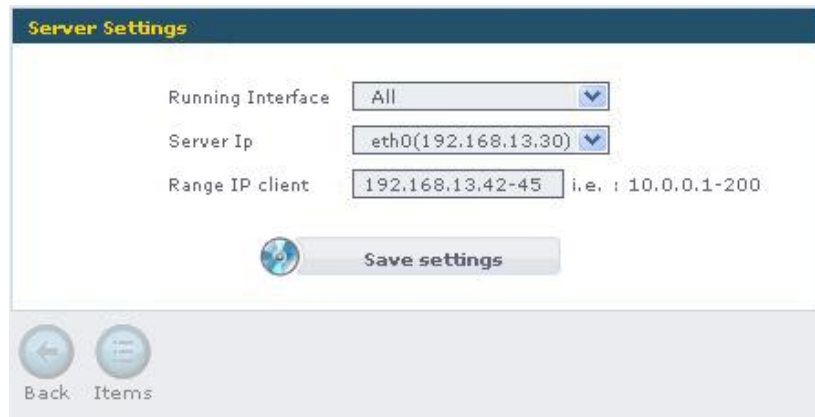 Server Settings
Running Interface All
Server Ip eth0(192.168.13.30)
Range IP client 192.168.13.42-45 i.e. : 10.0.0.1-200
Save settings
Back Items